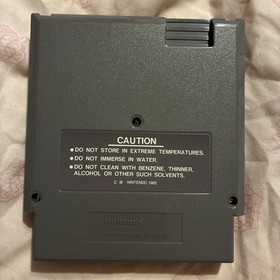 CAUTION
● DO NOT STORE IN EXTREME TEMPERATURES.
● DO NOT IMMERSE IN WATER.
● DO NOT CLEAN WITH BENZENE, THINNER,
ALCOHOL OR OTHER SUCH SOLVENTS.
© ® NINTENDO 1985
Nintendo